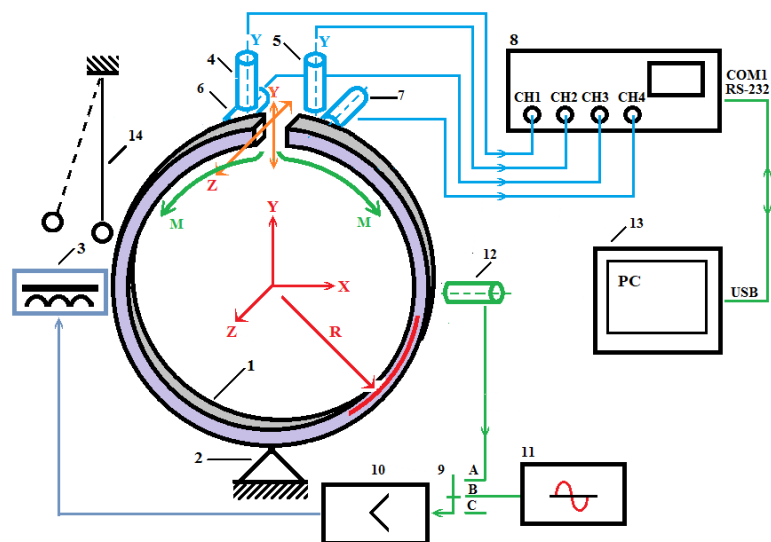 4
Y
5
Y
8
COM1
RS-232
6
7
CH1 CH2 CH3 CH4
Y
14
Z
M
M
3
Y
13
12
PC
X
USB
Z
R
1
2
10
9
A
11
B
C